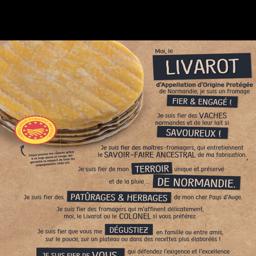 Moi, le
LIVAROT
d'Appellation d'Origine Protégée
de Normandie, je suis un fromage
FIER & ENGAGÉ !
Je suis fier des VACHES
normandes et de leur lait si
SAVOUREUX !
Je suis fier des maîtres-fromagers, qui entretiennent
le SAVOIR-FAIRE ANCESTRAL de ma fabrication.
Je suis fier de mon TERROIR unique et préservé
et de la pluie ... DE NORMANDIE.
Je suis fier des PATÛRAGES & HERBAGES de mon cher Pays d'Auge.
Je suis fier des fromagers qui m'affinent délicatement,
moi, le Livarot ou le COLONEL si vous préférez.
Je suis fier que vous me DÉGUSTIEZ en famille ou entre amis,
sur le pouce, sur un plateau ou dans des recettes plus élaborées !
JE SUIS FIER DE VOUS qui défendez l'exigence et l'excellence